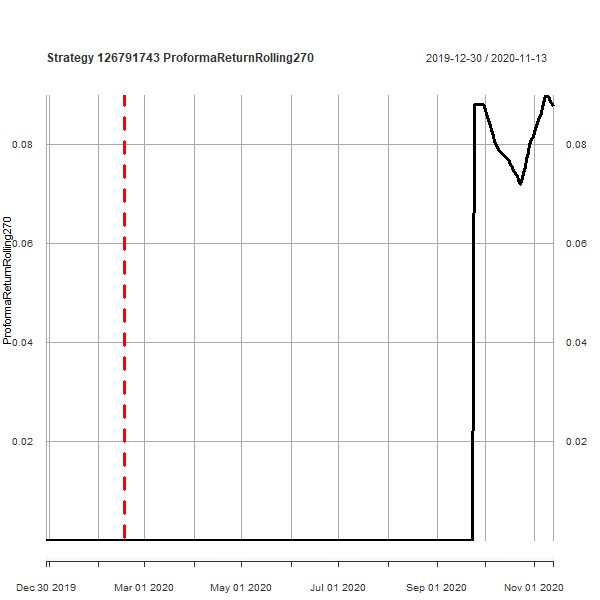 Strategy 126791743 ProformaReturnRolling270
2019-12-30 / 2020-11-13
ProformaReturnRolling270
0.08
0.06
0.04
0.02
0.08
0.06
0.04
0.02
Dec 30 2019
Mar 01 2020
May 01 2020
Jul 01 2020
Sep 01 2020
Nov 01 2020